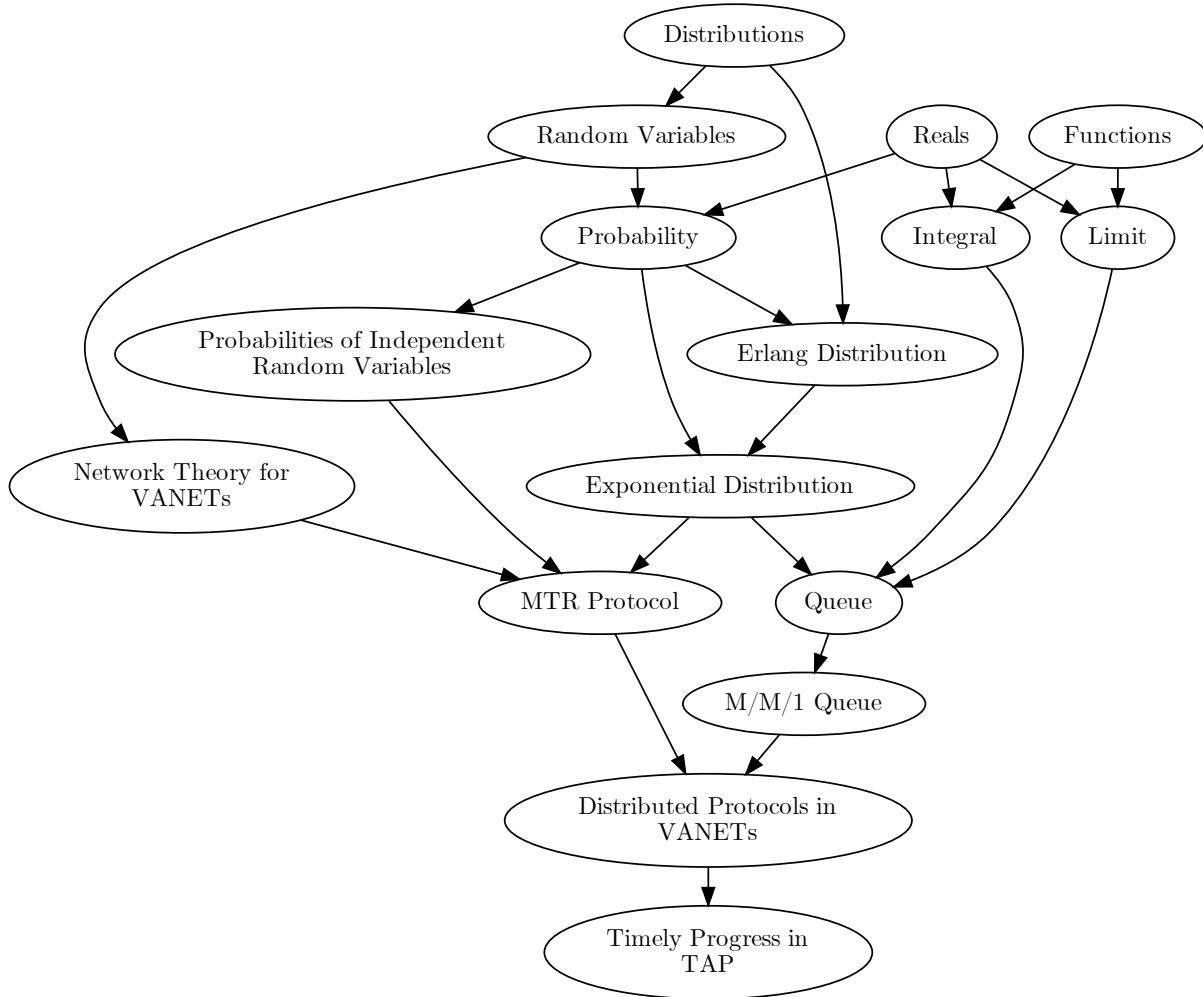 Distributions
Random Variables
Reals
Functions
Probability
Integral
Limit
Probabilities of Independent
Random Variables
Erlang Distribution
Network Theory for
VANETs
Exponential Distribution
MTR Protocol
Queue
M/M/1 Queue
Distributed Protocols in
VANETs
Timely Progress in
TAP